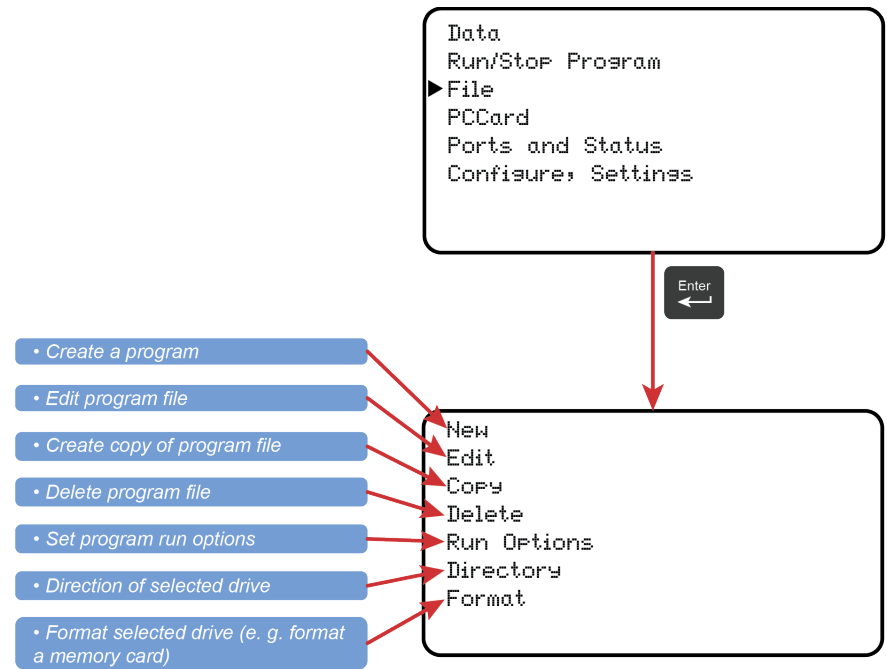 Data
Run/Stop Program
File
PCCard
Ports and Status
Configure, Settings
Enter
• Create a program
• Edit program file
• Create copy of program file
• Delete program file
• Set program run options
• Direction of selected drive
• Format selected drive (e. g. format
a memory card)
New
Edit
Copy
Delete
Run Options
Directory
Format